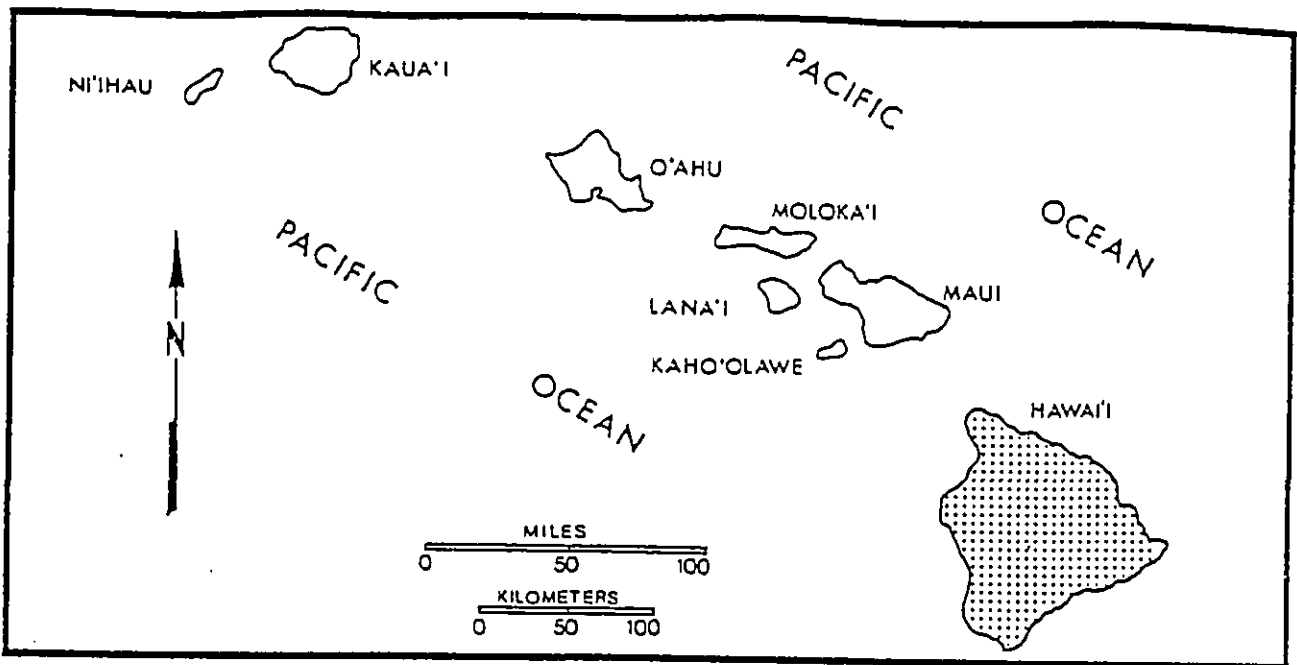 NI'IHAU
KAUA'I
PACIFIC
O'AHU
MOLOKA'I
OCEAN
PACIFIC
N
LANA'I
MAUI
KAHO'OLAWE
OCEAN
HAWAI'I
MILES
0 50 100
KILOMETERS
0 50 100